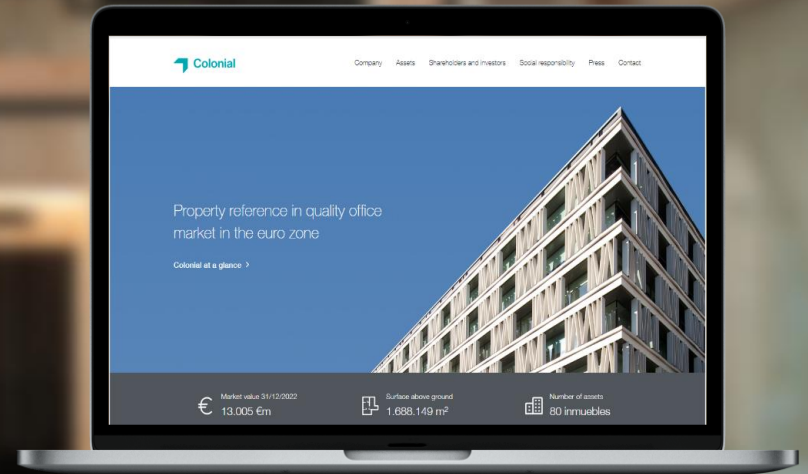 Colonial
Company Assets Shareholders and investors Social responsibility Press Contact
Property reference in quality office
market in the euro zone
Colonial at a glance >
Market value 31/12/2022
13.005 €m
Surface above ground
1.688.149 m²
Number of assets
80 inmuebles